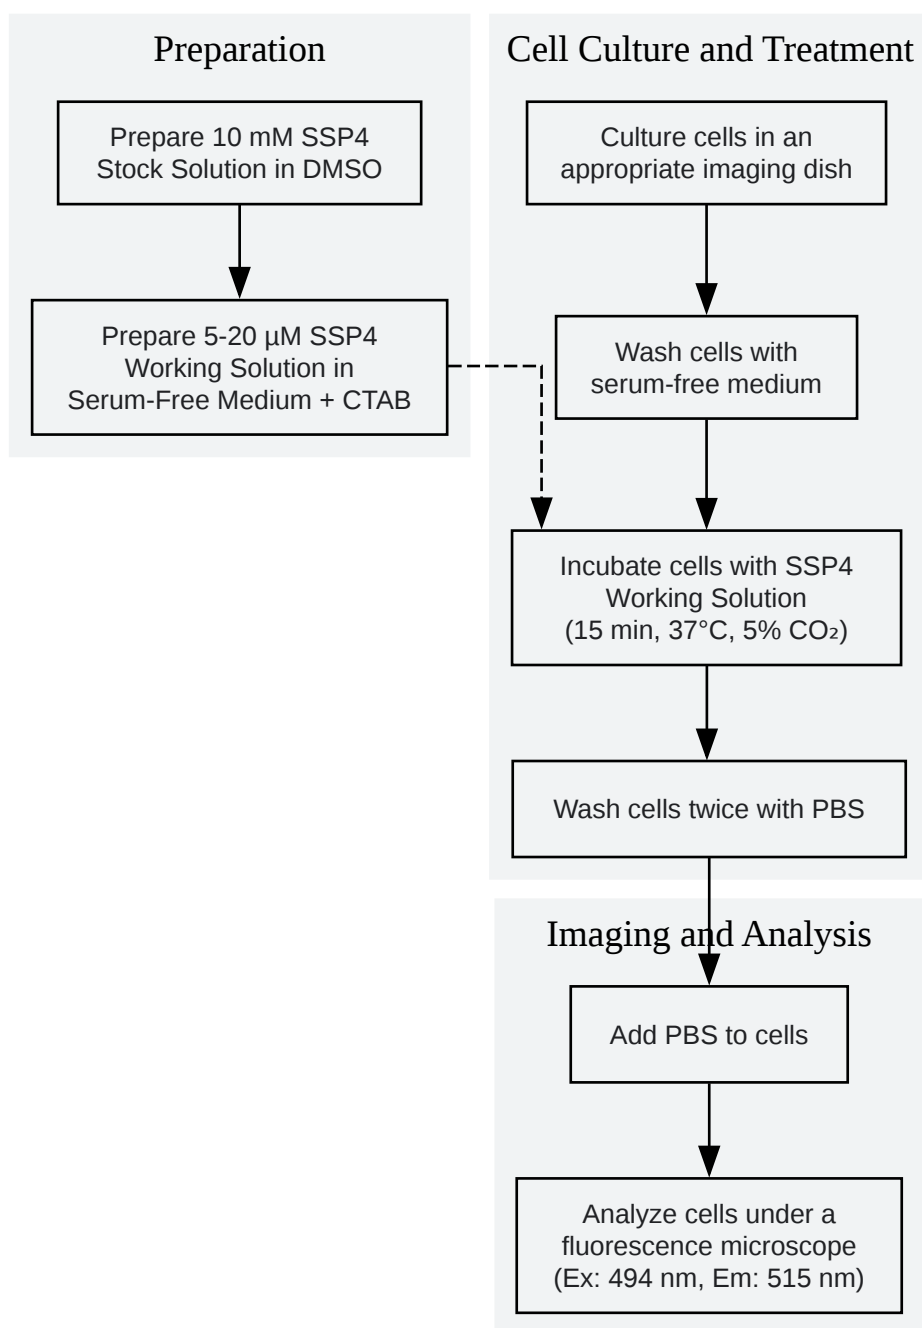 Preparation
Prepare 10 mM SSP4
Stock Solution in DMSO
Prepare 5-20 µM SSP4
Working Solution in
Serum-Free Medium + CTAB
Cell Culture and Treatment
Culture cells in an
appropriate imaging dish
Wash cells with
serum-free medium
Incubate cells with SSP4
Working Solution
(15 min, 37°C, 5% CO₂)
Wash cells twice with PBS
Imaging and Analysis
Add PBS to cells
Analyze cells under a
fluorescence microscope
(Ex: 494 nm, Em: 515 nm)